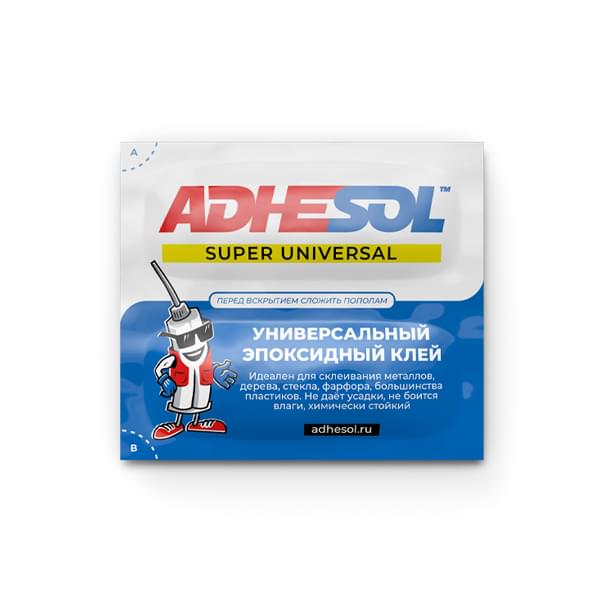 A
ADHESOL™
SUPER UNIVERSAL
ПЕРЕД ВСКРЫТИЕМ СЛОЖИТЬ ПОПОЛАМ
УНИВЕРСАЛЬНЫЙ
ЭПОКСИДНЫЙ КЛЕЙ
Идеален для склеивания металлов,
дерева, стекла, фарфора, большинства
пластиков. Не даёт усадки, не боится
влаги, химически стойкий
adhesol.ru
B